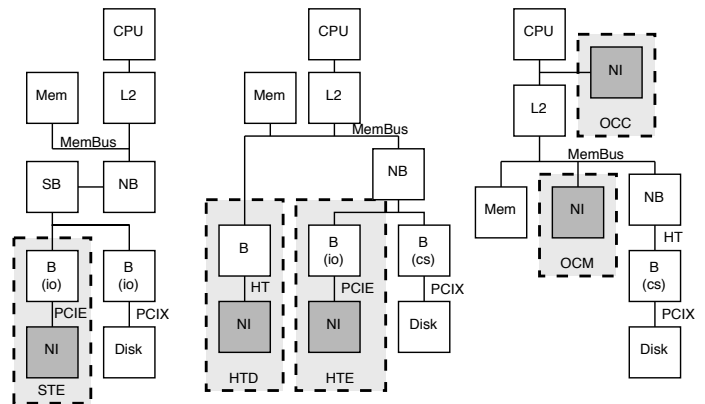 CPU
Mem
L2
MemBus
SB
NB
B
(io)
B
(io)
PCIE
PCIX
NI
Disk
STE
CPU
Mem
L2
MemBus
NB
B
B
(io)
B
(cs)
HT
PCIE
PCIX
NI
NI
Disk
HTD
HTE
CPU
NI
L2
OCC
MemBus
Mem
NI
NB
OCM
HT
B
(cs)
PCIX
Disk